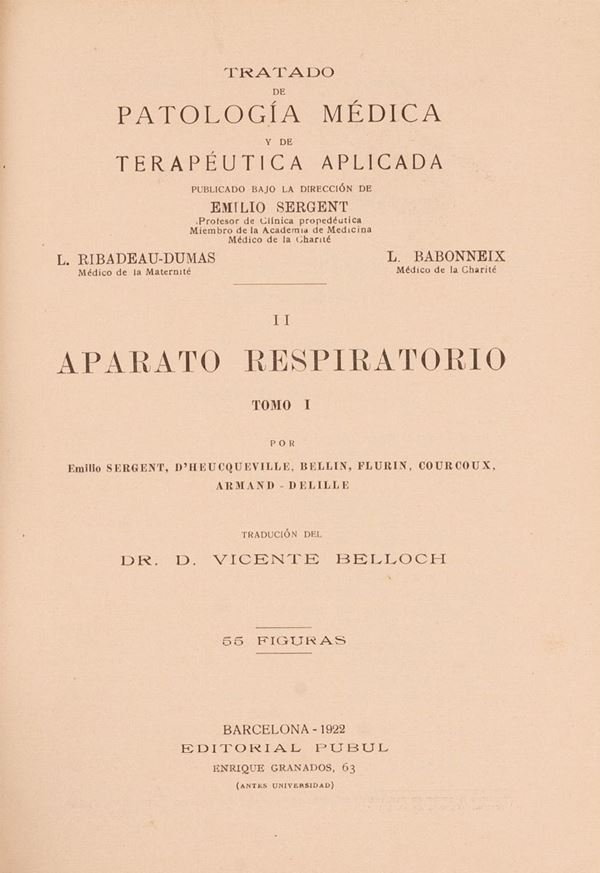 TRATADO
DE
PATOLOGÍA MÉDICA
Y DE
TERAPÉUTICA APLICADA
PUBLICADO BAJO LA DIRECCIÓN DE
EMILIO SERGENT
Profesor de Clínica propedéutica
Miembro de la Academia de Medicina
Médico de la Charité
L. RIBADEAU-DUMAS
Médico de la Maternité
L. BABONNEIX
Médico de la Charité
II
APARATO RESPIRATORIO
TOMO I
POR
Emilio SERGENT, D'HEUCQUEVILLE, BELLIN, FLURIN, COURCOUX,
ARMAND-DELILLE
TRADUCIÓN DEL
DR. D. VICENTE BELLOCH
55 FIGURAS
BARCELONA - 1922
EDITORIAL PUBUL
ENRIQUE GRANADOS, 63
(ANTES UNIVERSIDAD)